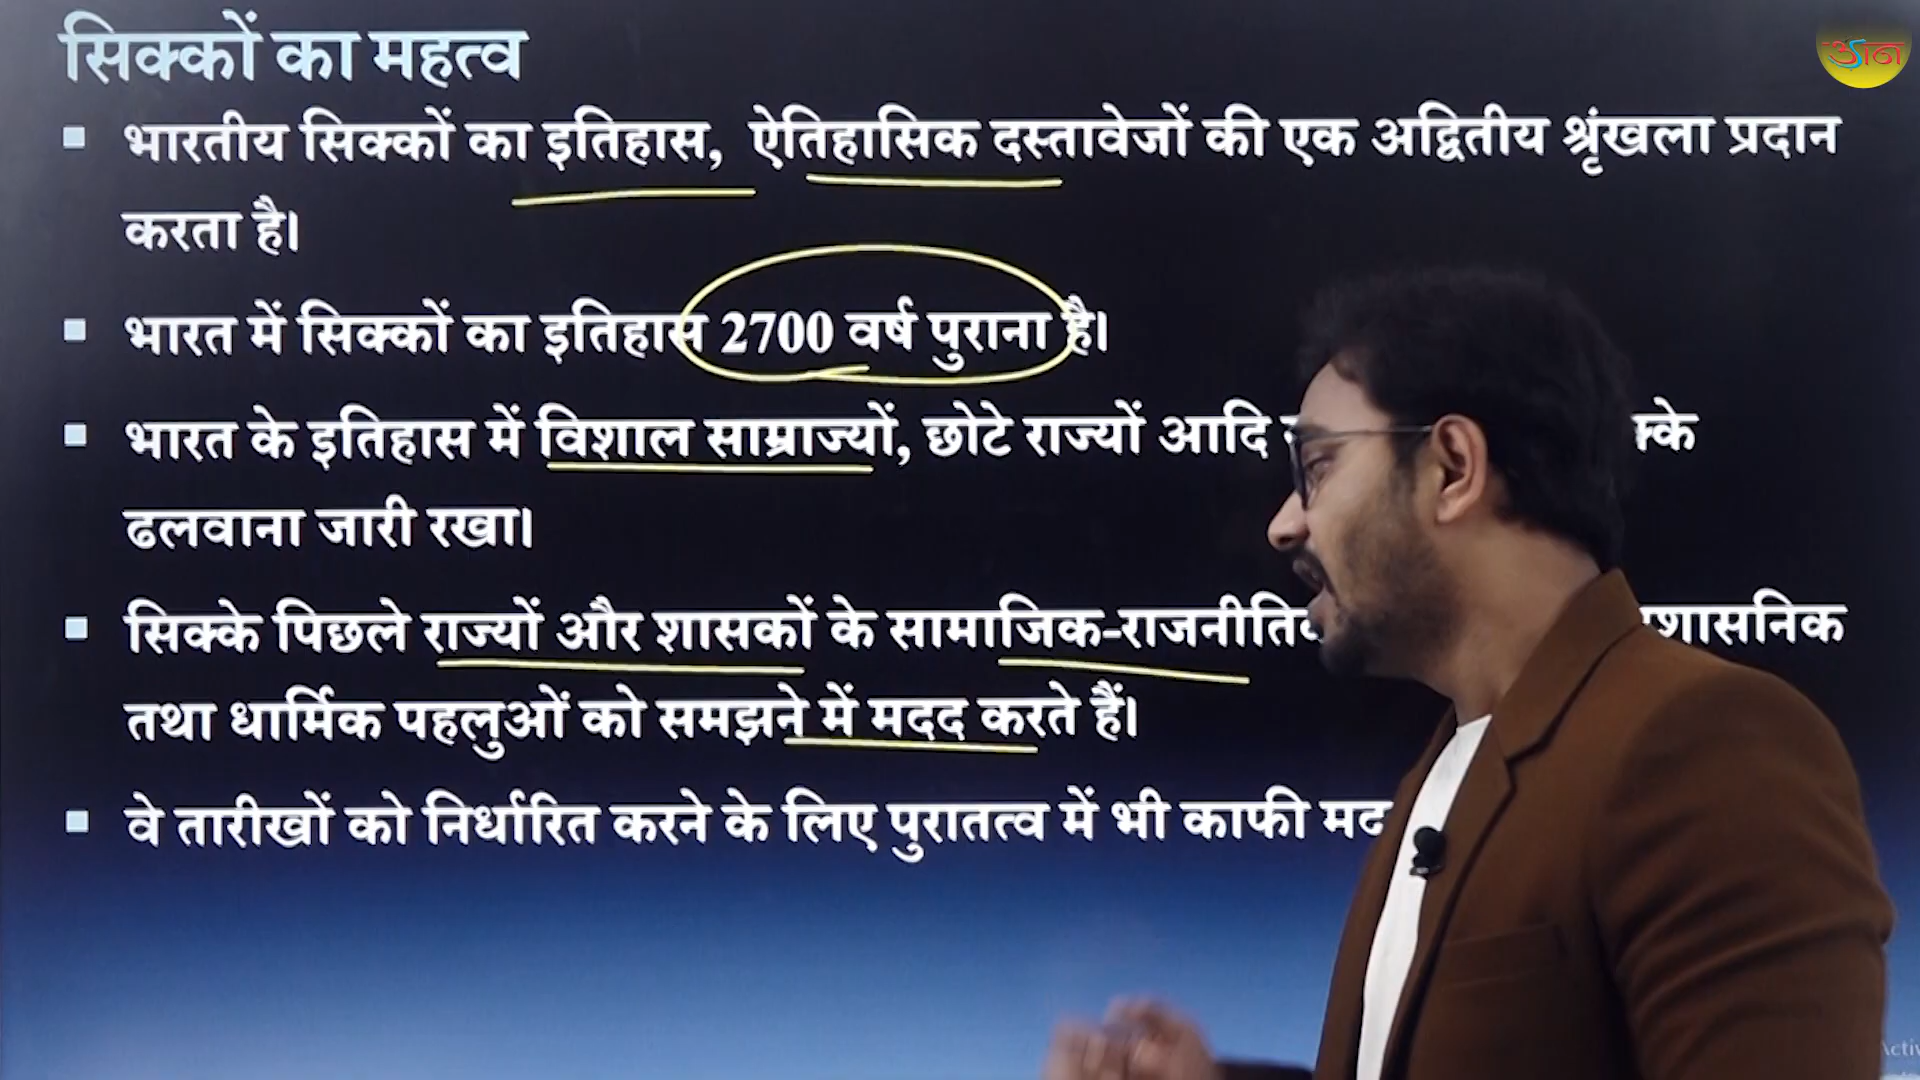 सिक्कों का महत्व
ज्ञान
▪ भारतीय सिक्कों का इतिहास, ऐतिहासिक दस्तावेजों की एक अद्वितीय श्रृंखला प्रदान
करता है।
▪ भारत में सिक्कों का इतिहास 2700 वर्ष पुराना है।
▪ भारत के इतिहास में विशाल साम्राज्यों, छोटे राज्यों आदि
ढलवाना जारी रखा।
▪ सिक्के पिछले राज्यों और शासकों के सामाजिक-राजनीतिक
तथा धार्मिक पहलुओं को समझने में मदद करते हैं।
▪ वे तारीखों को निर्धारित करने के लिए पुरातत्व में भी काफी